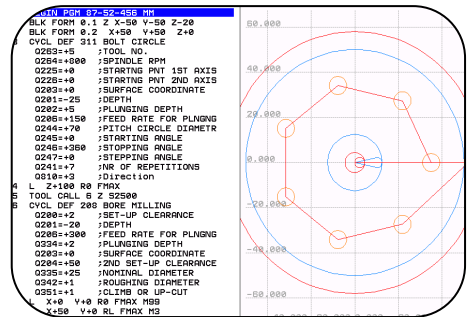 BEGIN PGM 87-52-456 MM
BLK FORM 0.1 Z X-50 Y-50 Z-20
BLK FORM 0.2 X+50 Y+50 Z+0
3 CYCL DEF 311 BOLT CIRCLE
Q263=+5 ;TOOL NO.
Q264=+800 ;SPINDLE RPM
Q225=+0 ;STARTNG PNT 1ST AXIS
Q226=+0 ;STARTNG PNT 2ND AXIS
Q203=+0 ;SURFACE COORDINATE
Q201=-25 ;DEPTH
Q202=+5 ;PLUNGING DEPTH
Q206=+150 ;FEED RATE FOR PLNGNG
Q244=+70 ;PITCH CIRCLE DIAMETR
Q245=+0 ;STARTING ANGLE
Q246=+360 ;STOPPING ANGLE
Q247=+0 ;STEPPING ANGLE
Q241=+7 ;NR OF REPETITIONS
Q810=+3 ;Direction
4 L Z+100 R0 FMAX
5 TOOL CALL 6 Z S2500
6 CYCL DEF 208 BORE MILLING
Q200=+2 ;SET-UP CLEARANCE
Q201=-20 ;DEPTH
Q206=+300 ;FEED RATE FOR PLNGNG
Q334=+2 ;PLUNGING DEPTH
Q203=+0 ;SURFACE COORDINATE
Q204=+50 ;2ND SET-UP CLEARANCE
Q335=+25 ;NOMINAL DIAMETER
Q342=+1 ;ROUGHING DIAMETER
Q351=+1 ;CLIMB OR UP-CUT
L X+0 Y+0 R0 FMAX M99
X+50 Y+0 RL FMAX M3
60.000
40.000
20.000
0.000
-20.000
-40.000
-60.000